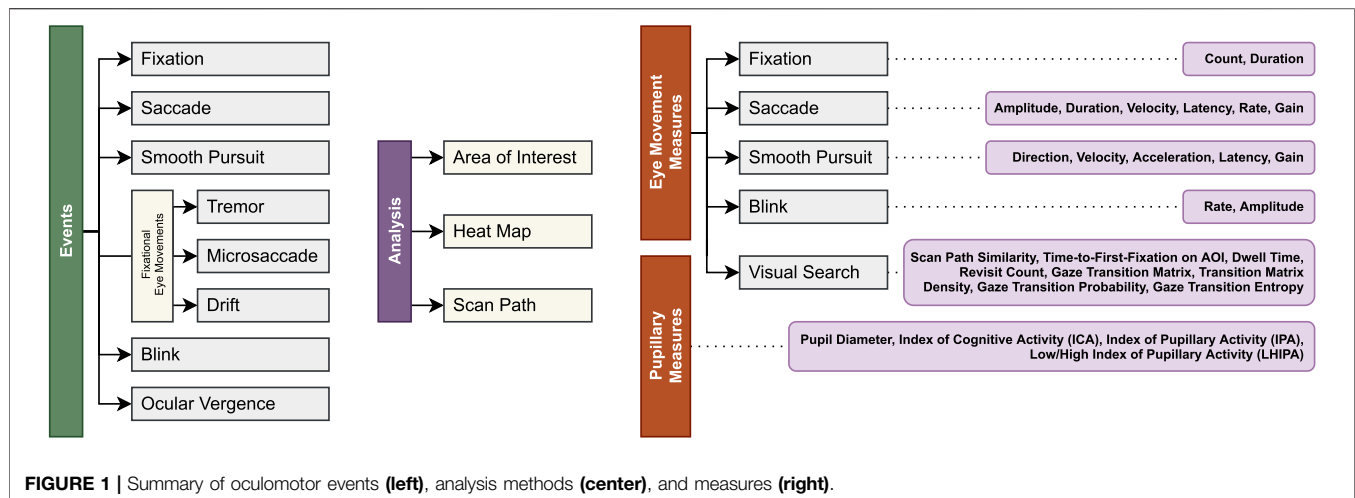 Events
Fixation
Saccade
Smooth Pursuit
Fixational
Eye Movements
Tremor
Microsaccade
Drift
Blink
Ocular Vergence
Analysis
Area of Interest
Heat Map
Scan Path
Eye Movement
Measures
Fixation
Count, Duration
Saccade
Amplitude, Duration, Velocity, Latency, Rate, Gain
Smooth Pursuit
Direction, Velocity, Acceleration, Latency, Gain
Blink
Rate, Amplitude
Visual Search
Scan Path Similarity, Time-to-First-Fixation on AOI, Dwell Time,
Revisit Count, Gaze Transition Matrix, Transition Matrix
Density, Gaze Transition Probability, Gaze Transition Entropy
Pupillary
Measures
Pupil Diameter, Index of Cognitive Activity (ICA), Index of Pupillary Activity (IPA),
Low/High Index of Pupillary Activity (LHIPA)
FIGURE 1 | Summary of oculomotor events (left), analysis methods (center), and measures (right).